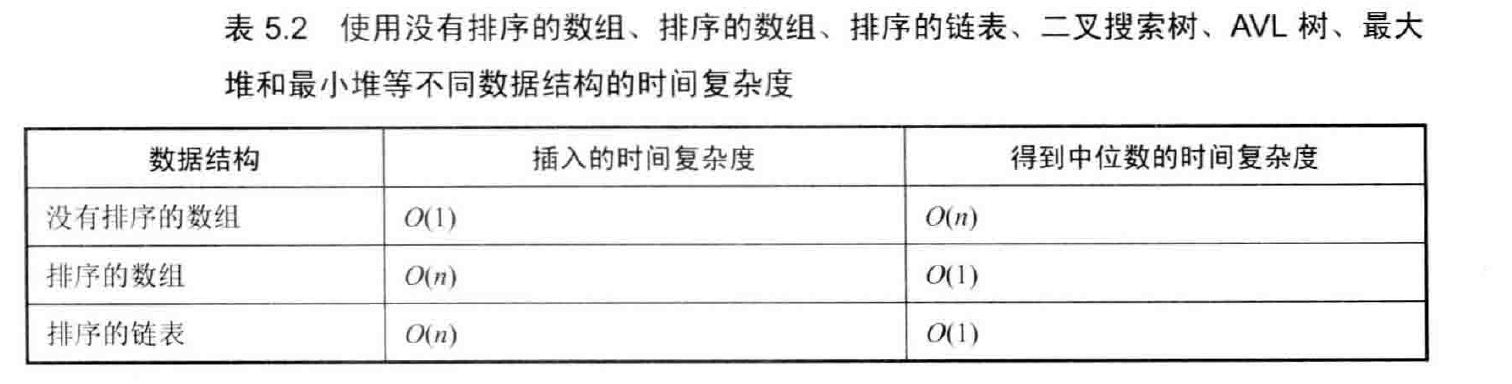 表 5.2 使用没有排序的数组、排序的数组、排序的链表、二叉搜索树、AVL 树、最大
堆和最小堆等不同数据结构的时间复杂度
数据结构 插入的时间复杂度 得到中位数的时间复杂度
没有排序的数组 O(1) O(n)
排序的数组 O(n) O(1)
排序的链表 O(n) O(1)